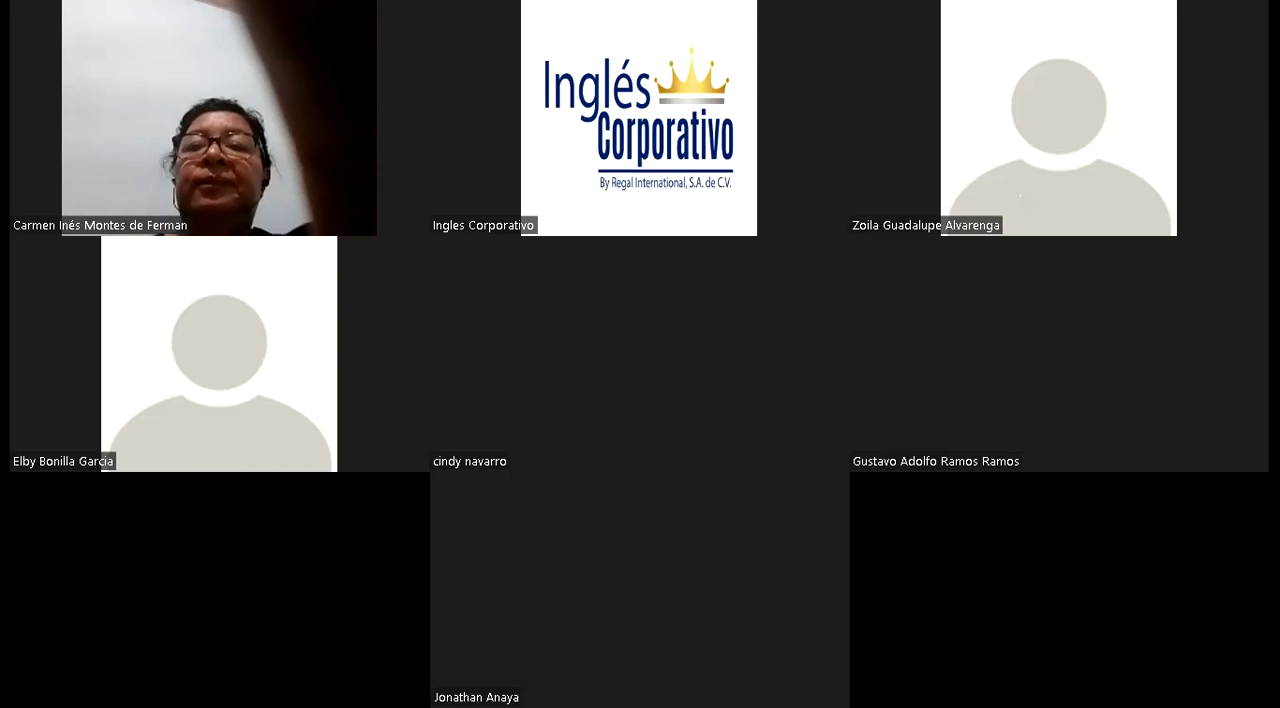 Inglés
Corporativo
By Regal International, S.A. de C.V.
Carmen Inés Montes de Ferman
Ingles Corporativo
Zoila Guadalupe Alvarenga
Elby Bonilla Garcia
cindy navarro
Gustavo Adolfo Ramos Ramos
Jonathan Anaya